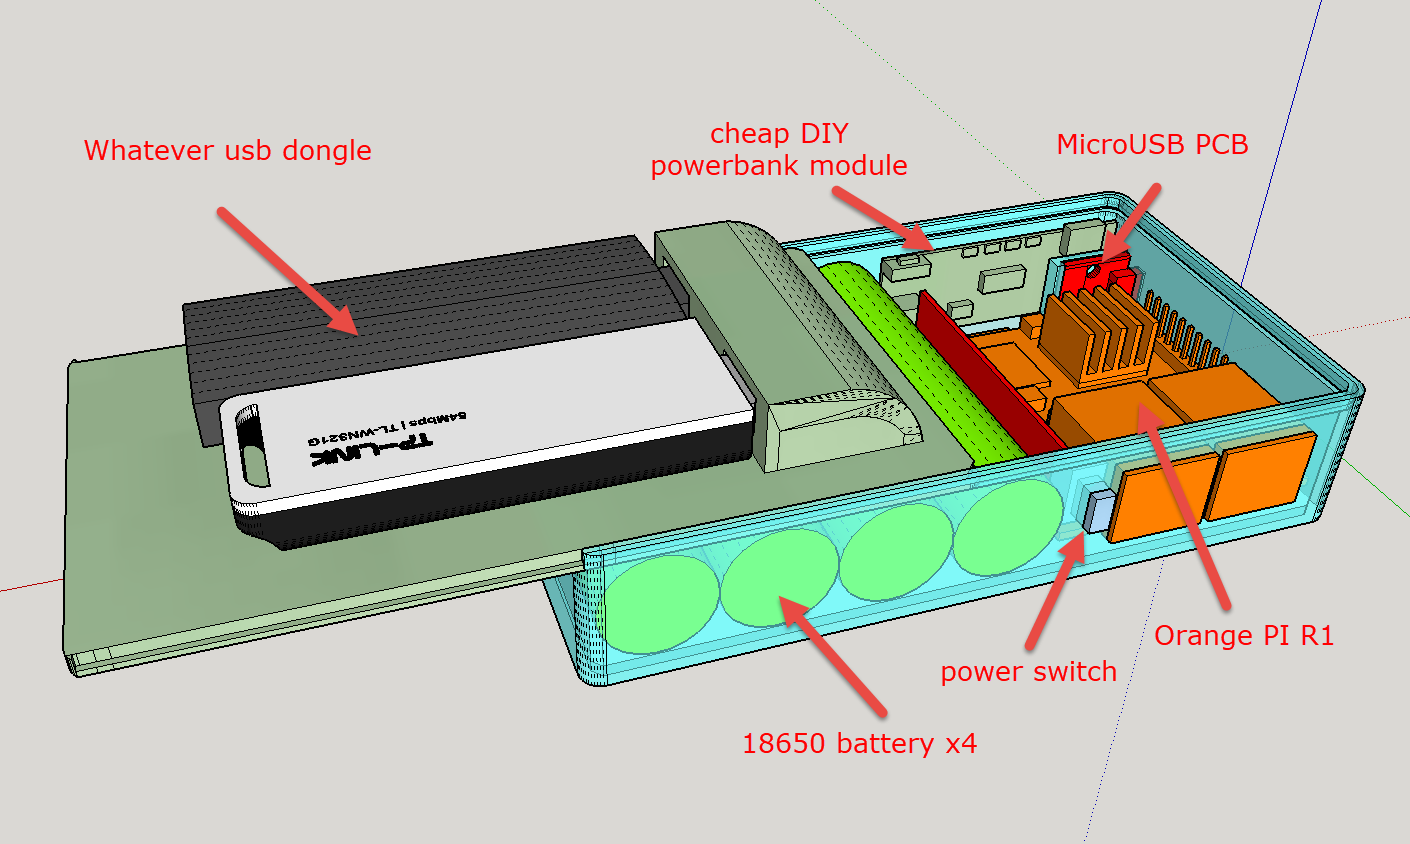 Whatever usb dongle
cheap DIY
powerbank module
MicroUSB PCB
54Mbps | TL-WN321G
TP-LINK
power switch
Orange PI R1
18650 battery x4